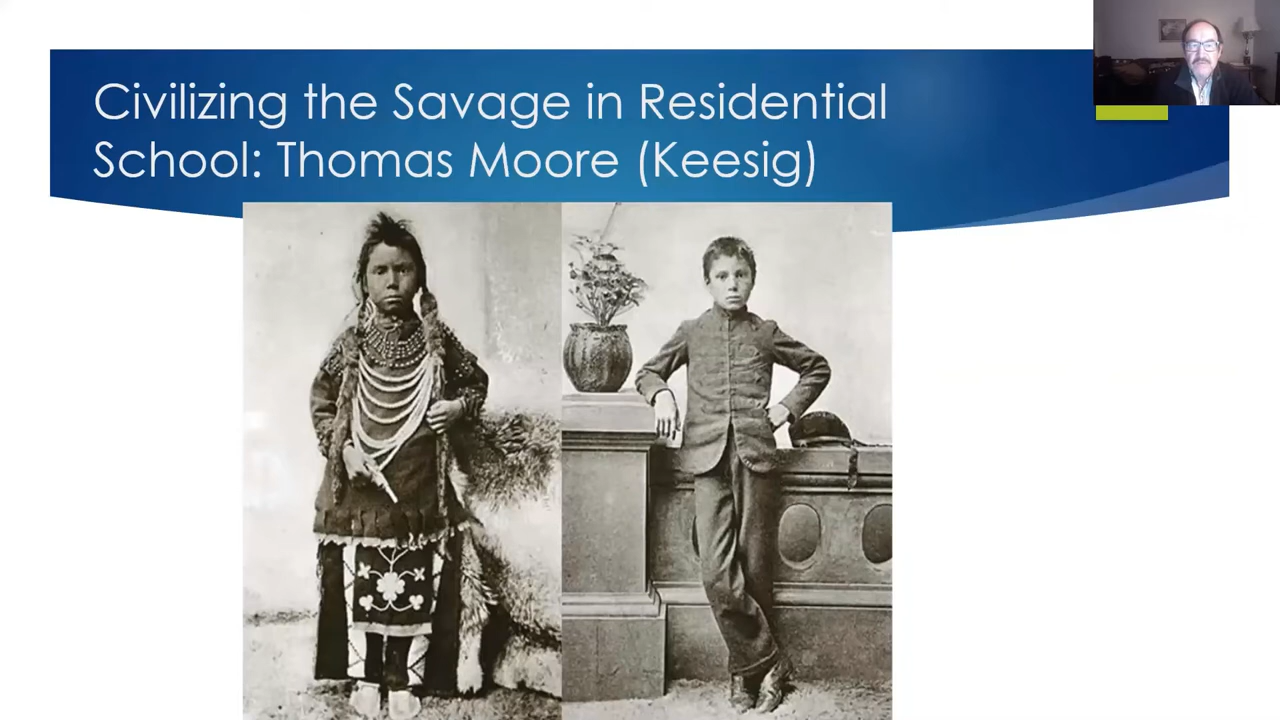 Civilizing the Savage in Residential
School: Thomas Moore (Keesig)